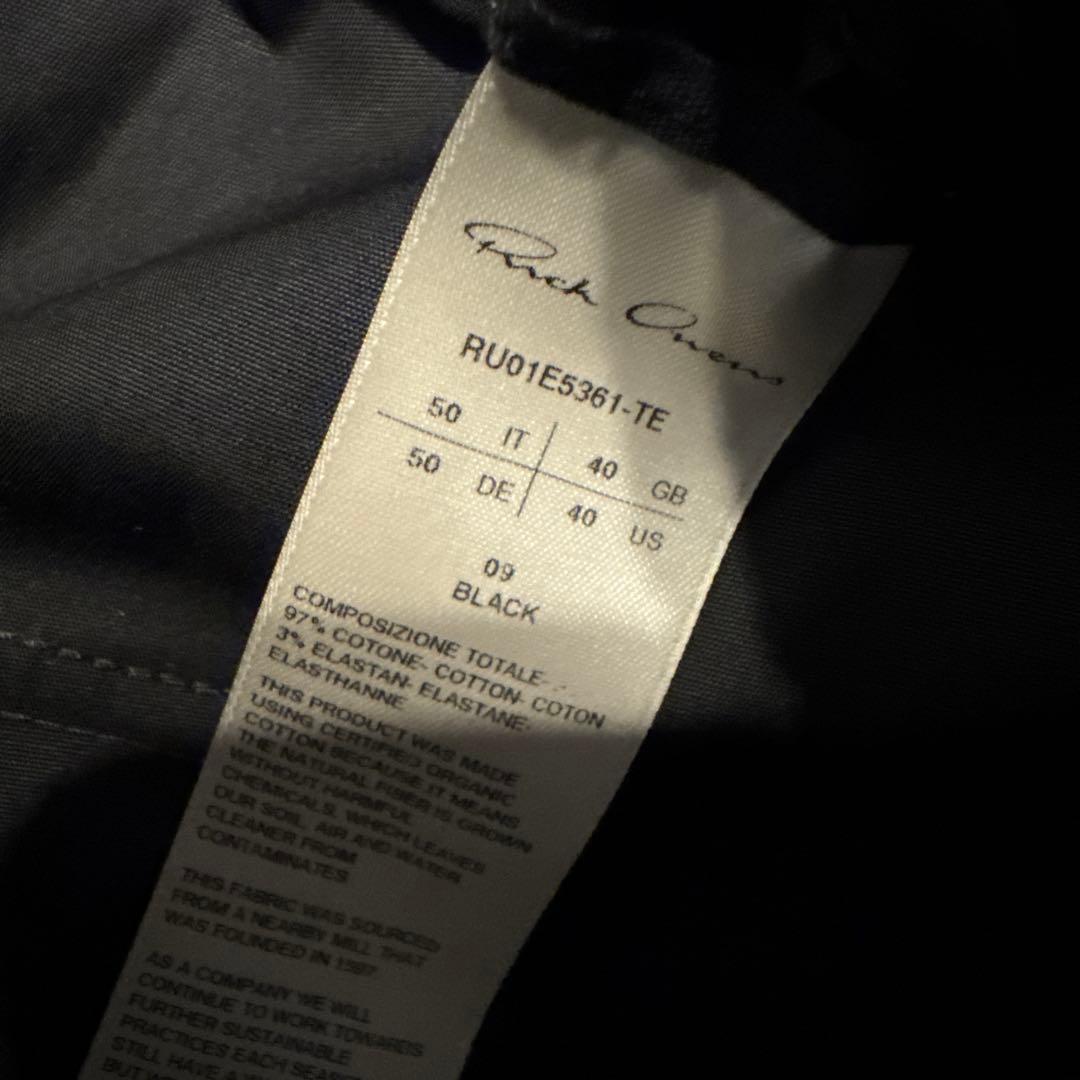 Rick Owens
RU01E5361-TE
50 IT 40 GB
50 DE 40 US
09
BLACK
COMPOSIZIONE TOTALE
97% COTONE- COTTON- COTON
3% ELASTAN- ELASTANE-
ELASTHANNE
THIS PRODUCT WAS MADE
USING CERTIFIED ORGANIC
COTTON BECAUSE IT MEANS
THE NATURAL FIBER IS GROWN
WITHOUT HARMFUL
CHEMICALS, WHICH LEAVES
OUR SOIL, AIR AND WATER
CLEANER FROM
CONTAMINATES
THIS FABRIC WAS SOURCED
FROM A NEARBY MILL THAT
WAS FOUNDED IN
AS A COMPANY WE WILL
CONTINUE TO WORK TOWARDS
FURTHER SUSTAINABLE
PRACTICES EACH
STILL HAVE A
BUT